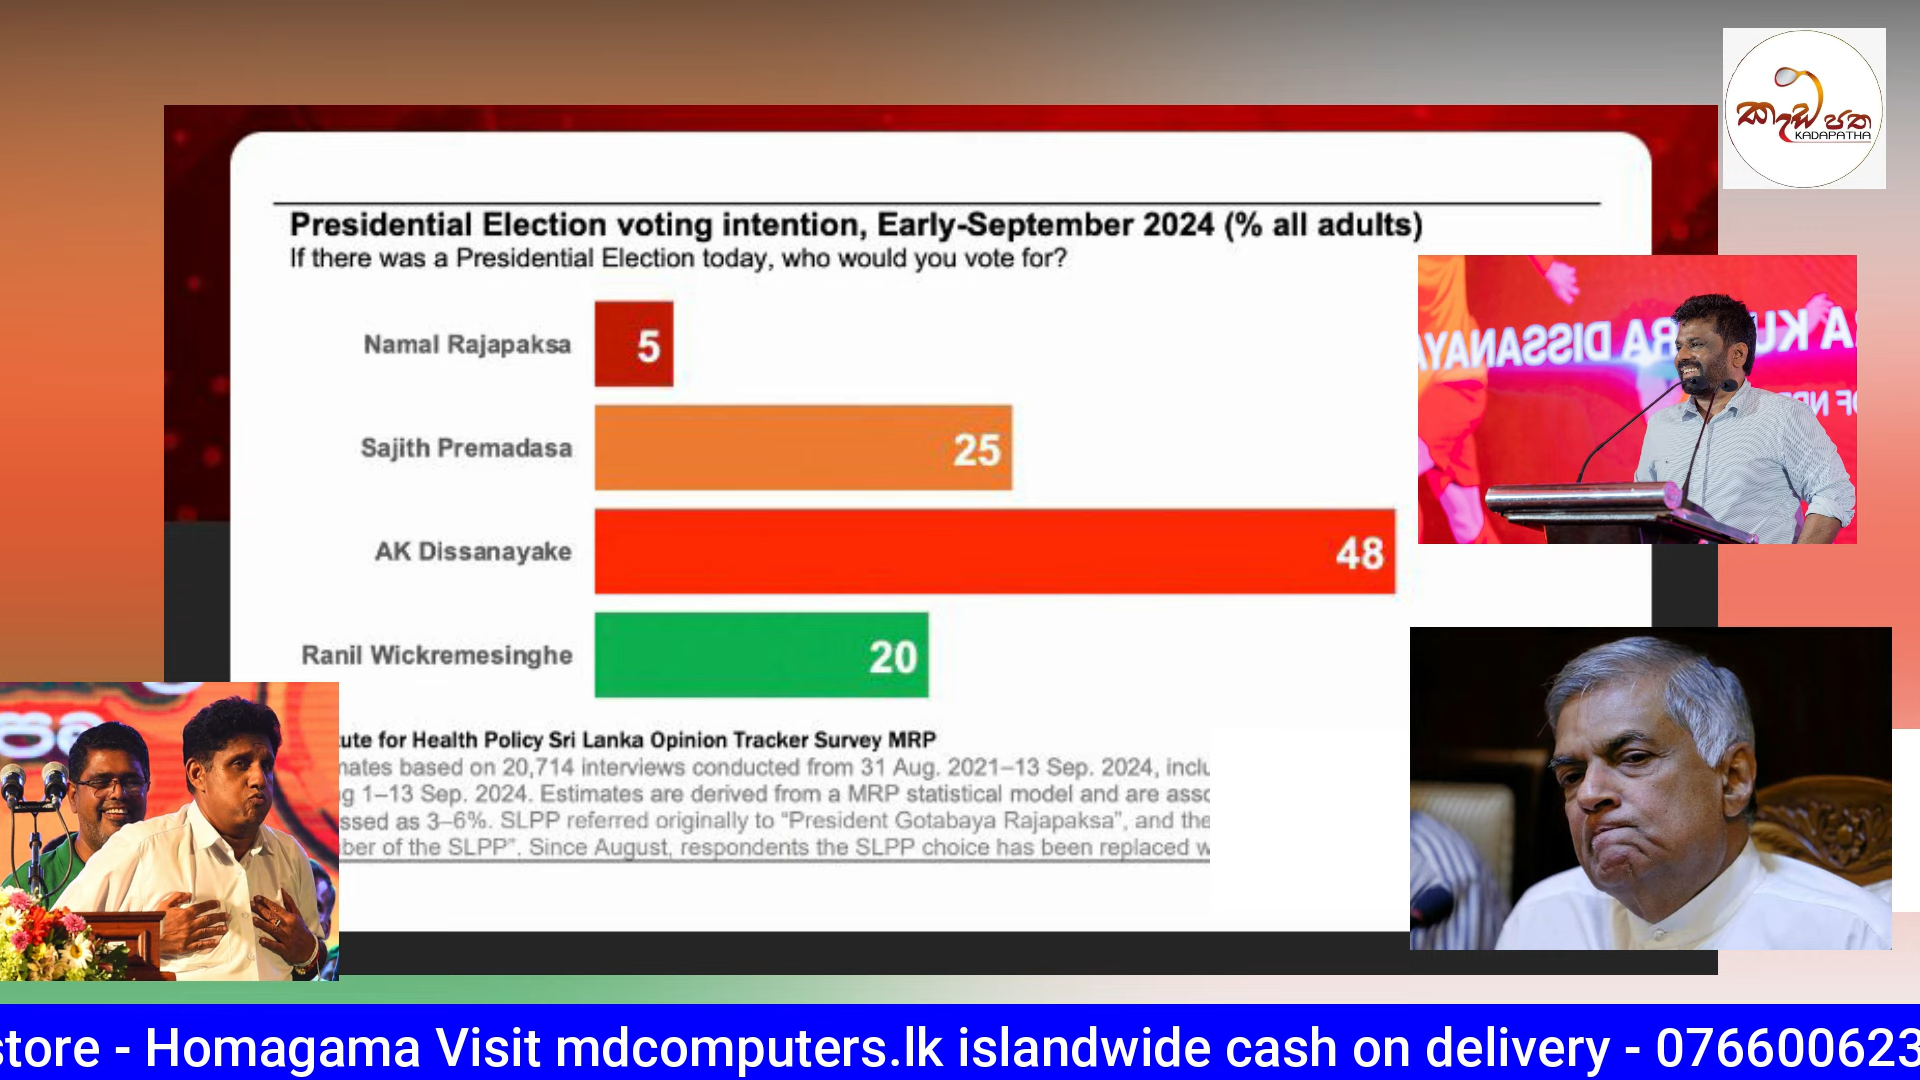 කැඩපත
KADAPATHA
Presidential Election voting intention, Early-September 2024 (% all adults)
If there was a Presidential Election today, who would you vote for?
Namal Rajapaksa 5
Sajith Premadasa 25
AK Dissanayake 48
Ranil Wickremesinghe 20
ute for Health Policy Sri Lanka Opinion Tracker Survey MRP
nates based on 20,714 interviews conducted from 31 Aug. 2021–13 Sep. 2024, inclu
g 1–13 Sep. 2024. Estimates are derived from a MRP statistical model and are asso
ssed as 3–6%. SLPP referred originally to “President Gotabaya Rajapaksa”, and the
ber of the SLPP”. Since August, respondents the SLPP choice has been replaced w
store - Homagama Visit mdcomputers.lk islandwide cash on delivery - 076600623